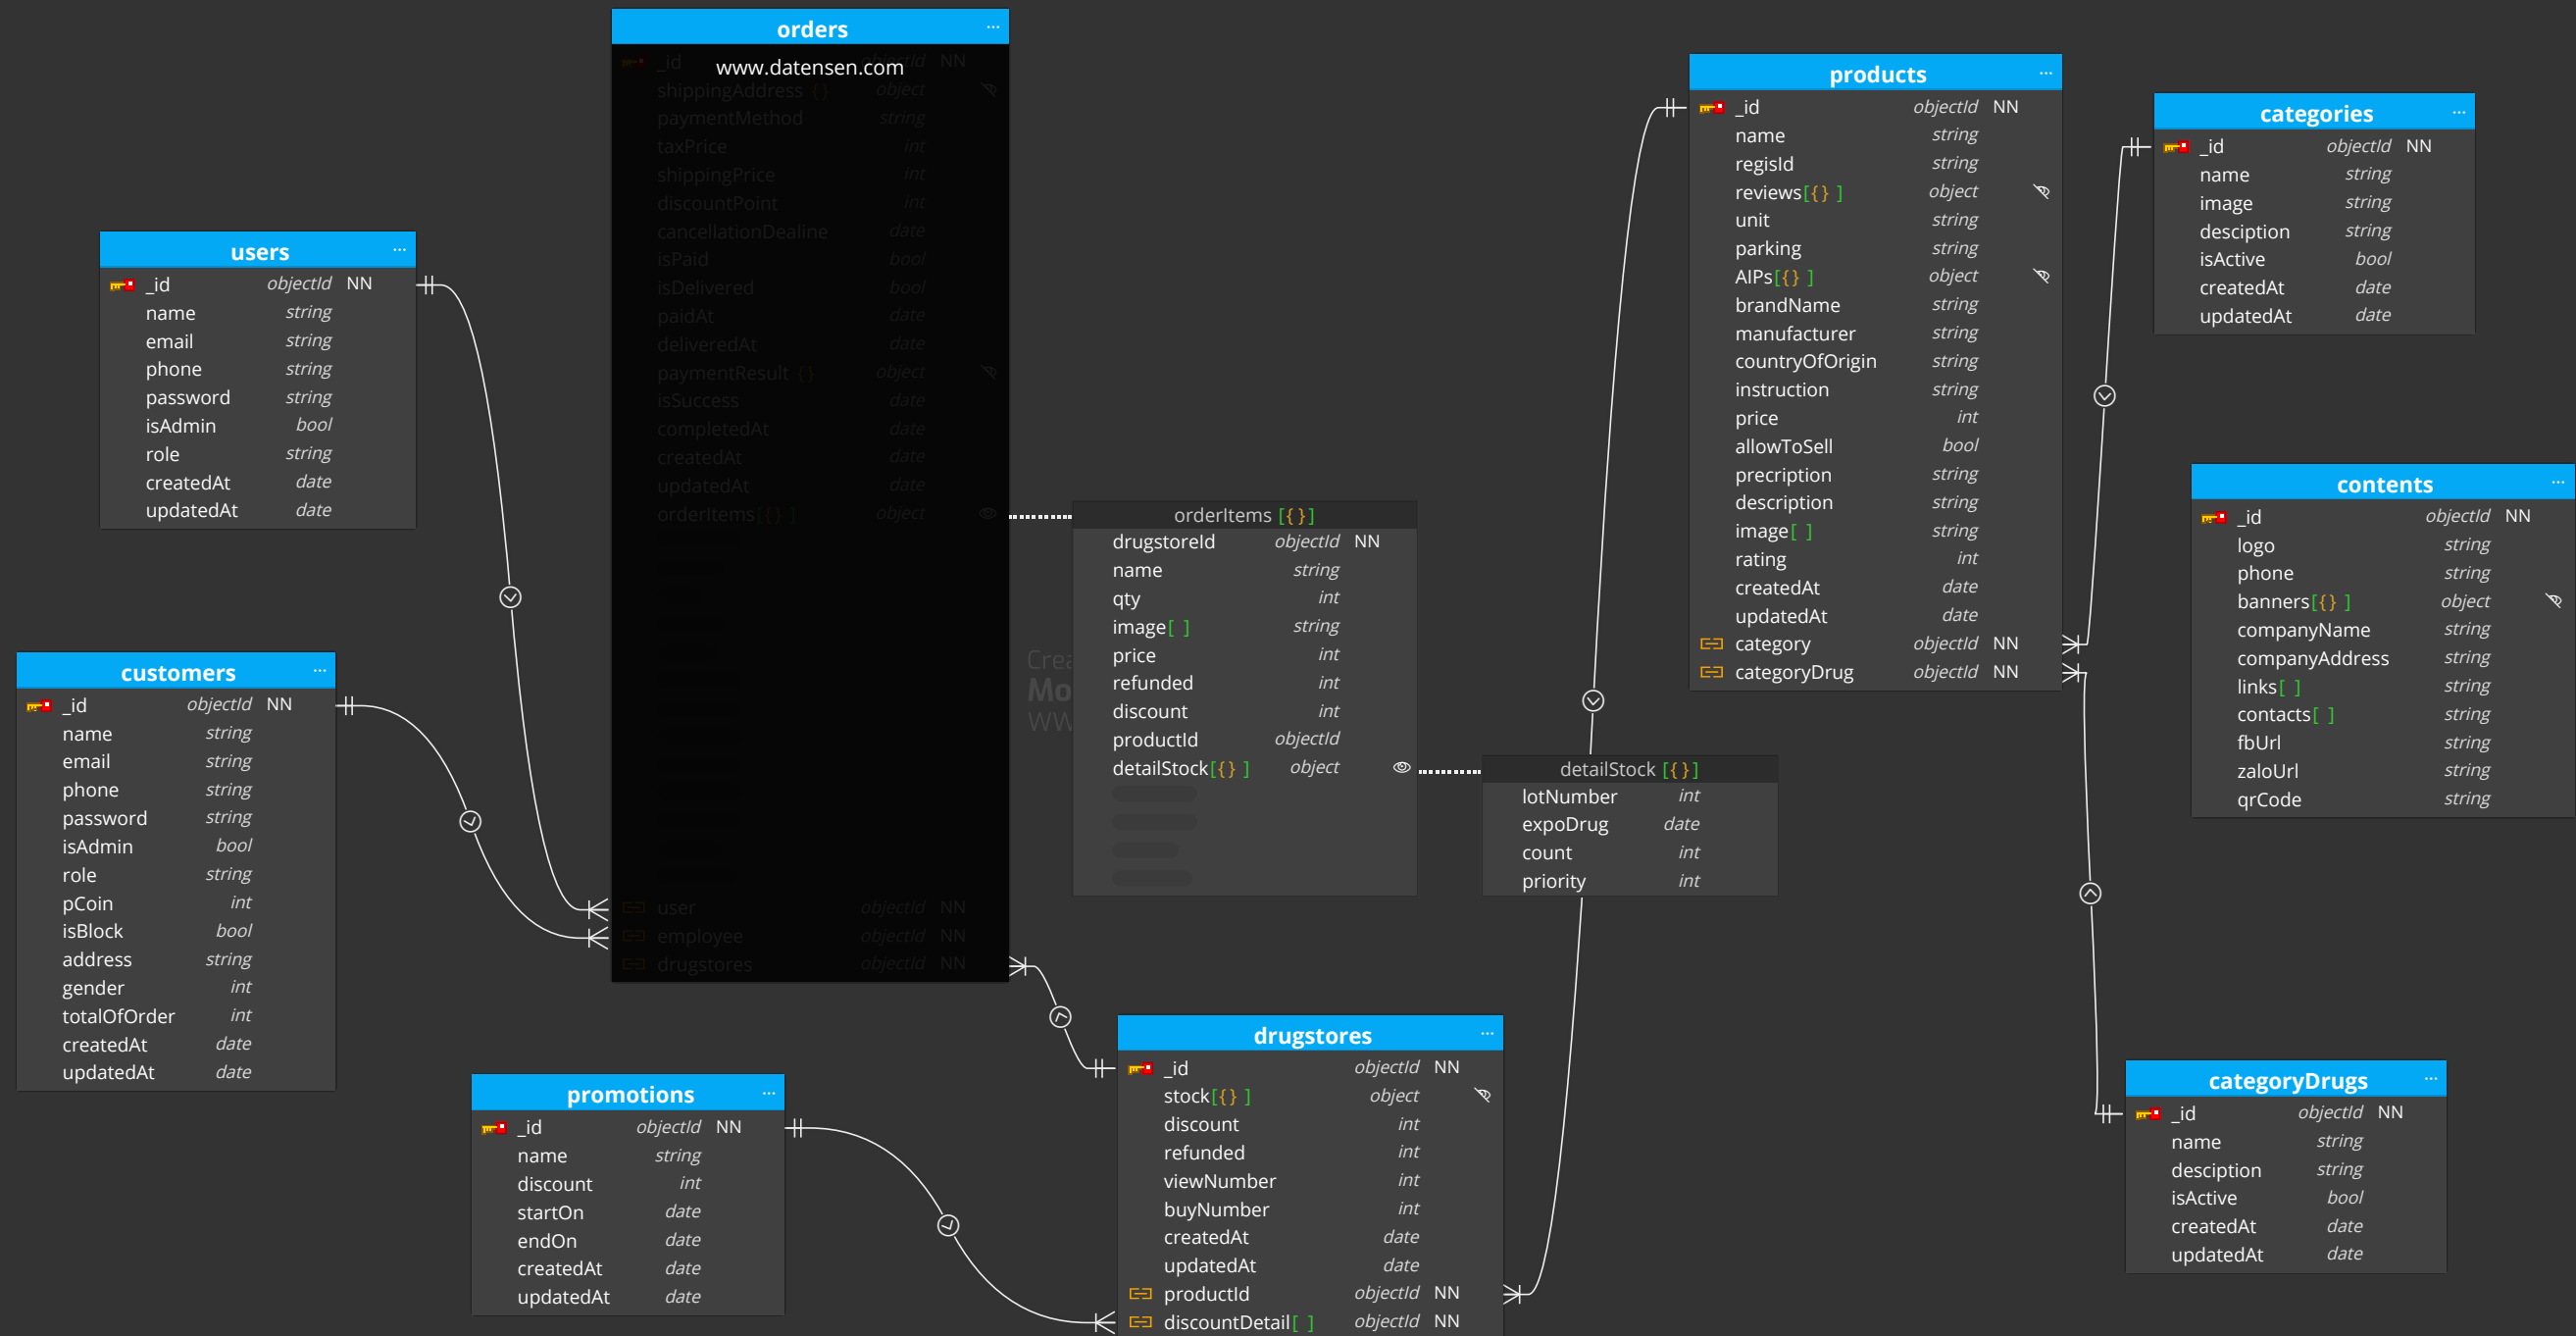 orders ...
www.datensen.com
_id objectId NN
shippingAddress {} object
paymentMethod string
taxPrice int
shippingPrice int
discountPoint int
cancellationDealine date
isPaid bool
isDelivered bool
paidAt date
deliveredAt date
paymentResult {} object
isSuccess date
completedAt date
createdAt date
updatedAt date
orderItems[{} ] object
user objectId NN
employee objectId NN
drugstores objectId NN
users ...
_id objectId NN
name string
email string
phone string
password string
isAdmin bool
role string
createdAt date
updatedAt date
customers ...
_id objectId NN
name string
email string
phone string
password string
isAdmin bool
role string
pCoin int
isBlock bool
address string
gender int
totalOfOrder int
createdAt date
updatedAt date
promotions ...
_id objectId NN
name string
discount int
startOn date
endOn date
createdAt date
updatedAt date
orderItems [{}]
drugstoreId objectId NN
name string
qty int
image[ ] string
price int
refunded int
discount int
productId objectId
detailStock[{} ] object
detailStock [{}]
lotNumber int
expoDrug date
count int
priority int
drugstores ...
_id objectId NN
stock[{} ] object
discount int
refunded int
viewNumber int
buyNumber int
createdAt date
updatedAt date
productId objectId NN
discountDetail[ ] objectId NN
products ...
_id objectId NN
name string
regisId string
reviews[{} ] object
unit string
parking string
AIPs[{} ] object
brandName string
manufacturer string
countryOfOrigin string
instruction string
price int
allowToSell bool
precription string
description string
image[ ] string
rating int
createdAt date
updatedAt date
category objectId NN
categoryDrug objectId NN
categories ...
_id objectId NN
name string
image string
desciption string
isActive bool
createdAt date
updatedAt date
contents ...
_id objectId NN
logo string
phone string
banners[{} ] object
companyName string
companyAddress string
links[ ] string
contacts[ ] string
fbUrl string
zaloUrl string
qrCode string
categoryDrugs ...
_id objectId NN
name string
desciption string
isActive bool
createdAt date
updatedAt date